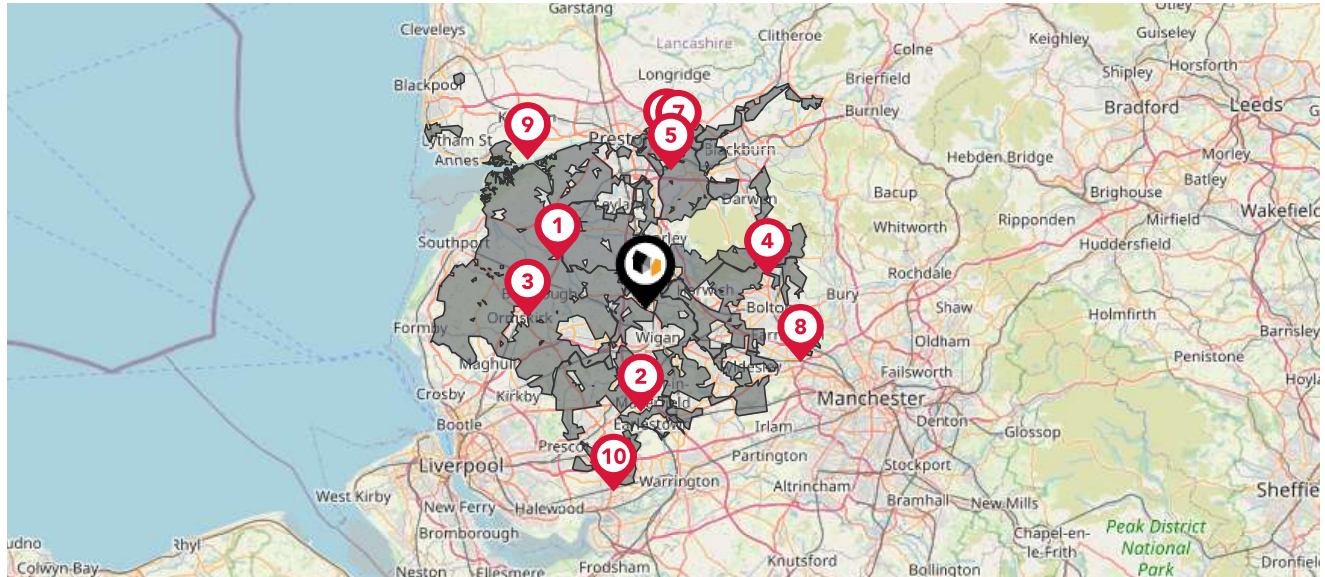 Garstang
Otley
Cleveleys
Clitheroe
Colne
Keighley
Guiseley
Lancashire
Longridge
Brierfield
Shipley
Horsforth
Blackpool
Burnley
Bradford
Leeds
7
9
5
Lytham St
Annes
Blackburn
Hebden Bridge
Morley
Batley
Bacup
Brighouse
Darwen
Ripponden
Mirfield
Wakefield
1
Whitworth
Huddersfield
Southport
4
Rochdale
3
Bury
Shaw
Holmfirth
Ormskirk
Bolton
Formby
8
Oldham
Barnsley
Wigan
Penistone
Maghull
2
Failsworth
Crosby
Kirkby
Manchester
Bootle
Earlestown
Irlam
Denton
Glossop
Prescot
10
Partington
Liverpool
Stockport
West Kirby
Warrington
Altrincham
New Ferry
Halewood
Bramhall
New Mills
Bromborough
Peak District
National
Park
Chapel-en-
le-Frith
Rhyl
Colwyn Bay
Neston
Ellesmere
Frodsham
Knutsford
Bollington